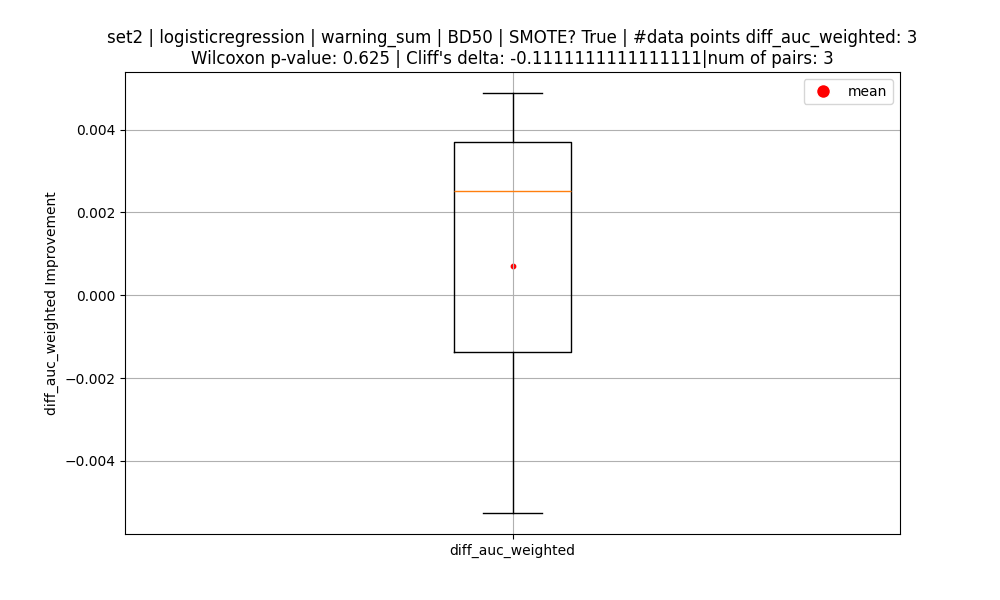 set2 | logisticregression | warning_sum | BD50 | SMOTE? True | #data points diff_auc_weighted: 3
Wilcoxon p-value: 0.625 | Cliff's delta: -0.1111111111111111|num of pairs: 3
mean
0.004
0.002
0.000
−0.002
−0.004
diff_auc_weighted Improvement
diff_auc_weighted